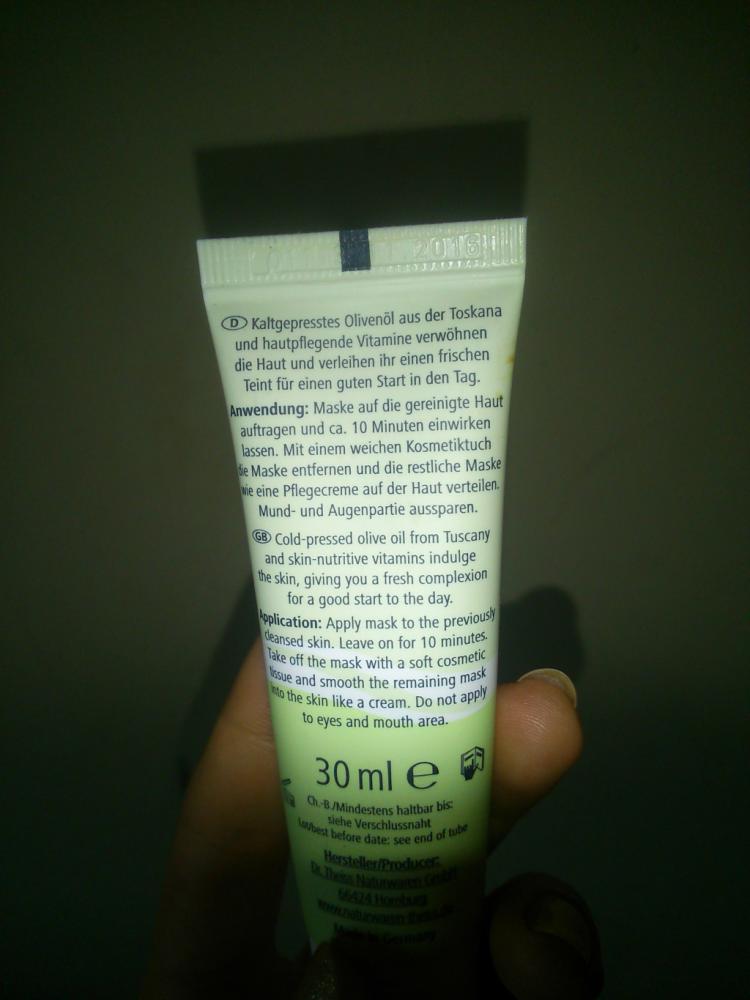 2016
D Kaltgepresstes Olivenöl aus der Toskana
und hautpflegende Vitamine verwöhnen
die Haut und verleihen ihr einen frischen
Teint für einen guten Start in den Tag.
Anwendung: Maske auf die gereinigte Haut
auftragen und ca. 10 Minuten einwirken
lassen. Mit einem weichen Kosmetiktuch
die Maske entfernen und die restliche Maske
wie eine Pflegecreme auf der Haut verteilen.
Mund- und Augenpartie aussparen.
GB Cold-pressed olive oil from Tuscany
and skin-nutritive vitamins indulge
the skin, giving you a fresh complexion
for a good start to the day.
Application: Apply mask to the previously
cleansed skin. Leave on for 10 minutes.
Take off the mask with a soft cosmetic
tissue and smooth the remaining mask
into the skin like a cream. Do not apply
to eyes and mouth area.
30 ml e
Ch.-B./Mindestens haltbar bis:
siehe Verschlussnaht
Lot/best before date: see end of tube
Hersteller/Producer:
Dr. Theiss Naturwaren GmbH
66424 Homburg
www.naturwaren-theiss.de
Made in Germany